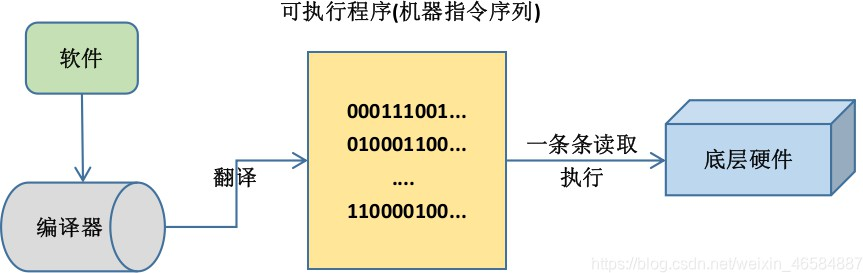 可执行程序(机器指令序列)
软件
编译器
翻译
000111001...
010001100...
....
110000100...
一条条读取
执行
底层硬件
https://blog.csdn.net/weixin_46584887